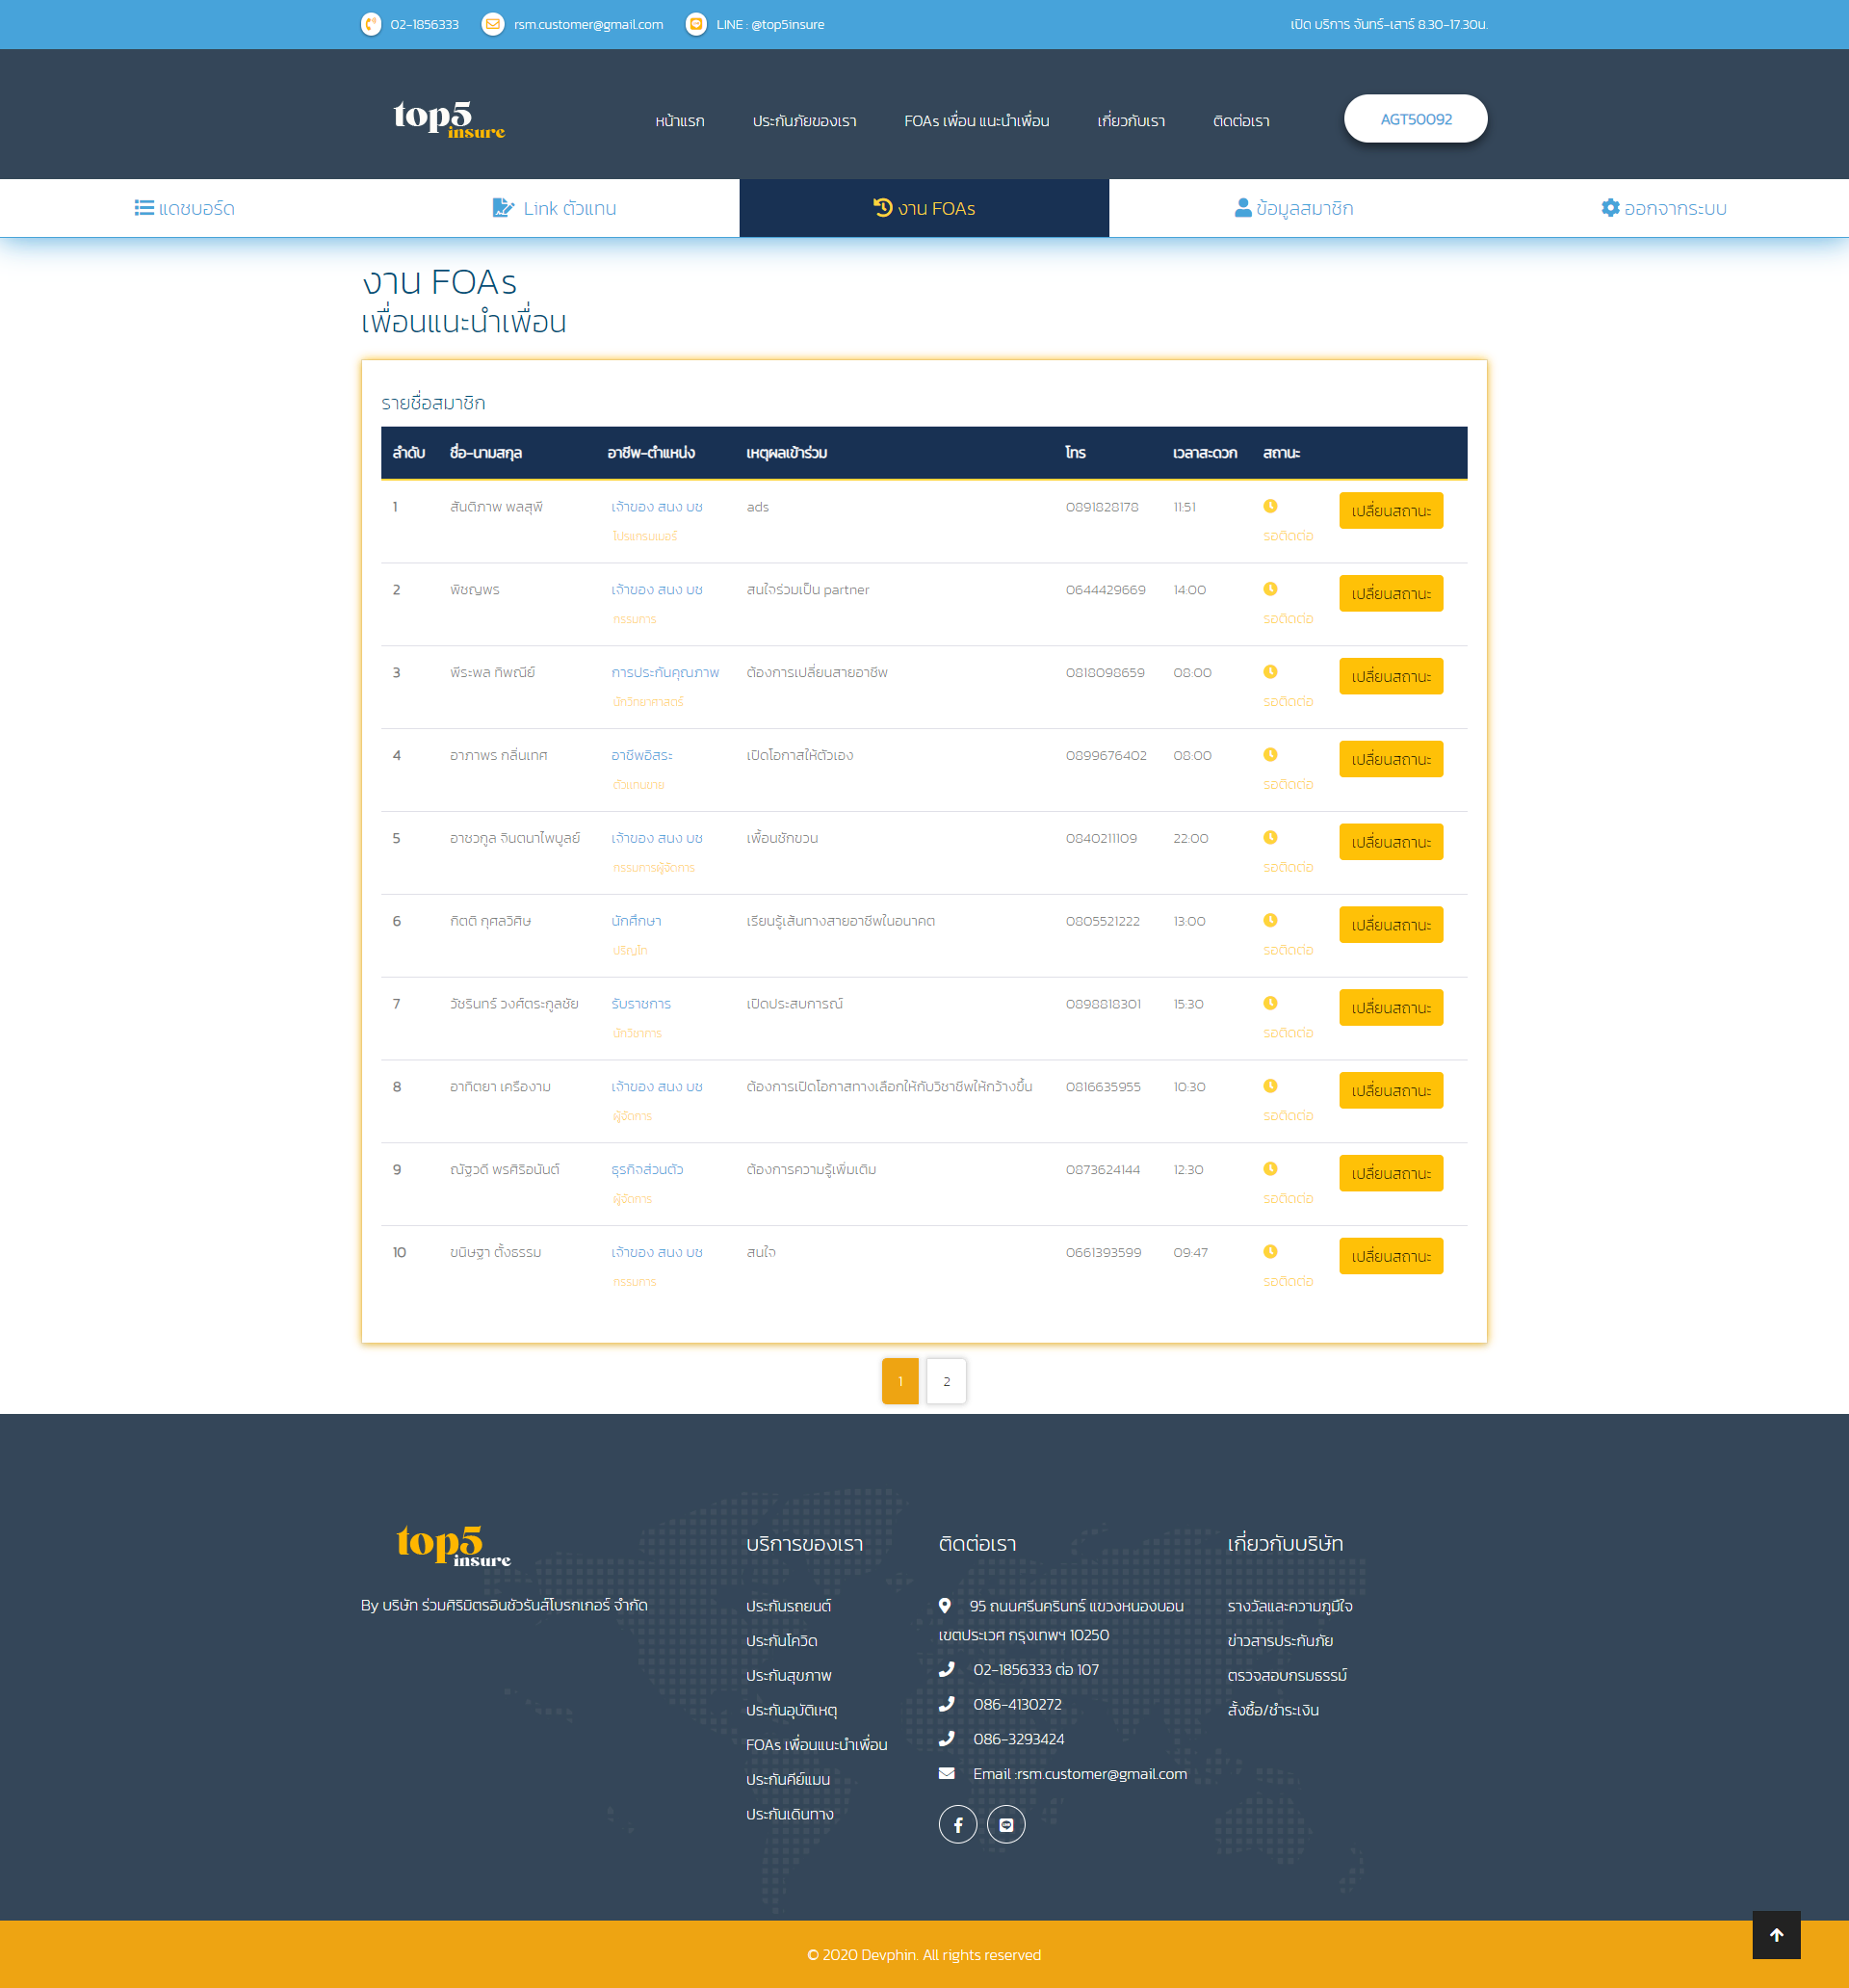 02-1856333 rsm.customer@gmail.com LINE : @top5insure เปิด บริการ จันทร์-เสาร์ 8.30-17.30น.
top5 insure หน้าแรก ประกันภัยของเรา FOAs เพื่อน แนะนำเพื่อน เกี่ยวกับเรา ติดต่อเรา AGT50092
แดชบอร์ด Link ตัวแทน งาน FOAs ข้อมูลสมาชิก ออกจากระบบ
งาน FOAs
เพื่อนแนะนำเพื่อน
รายชื่อสมาชิก
ลำดับ ชื่อ-นามสกุล อาชีพ-ตำแหน่ง เหตุผลเข้าร่วม โทร เวลาสะดวก สถานะ
1 สันติภาพ พลสุพี เจ้าของ สนง บช ads 0891828178 11:51 เปลี่ยนสถานะ
โปรแกรมเมอร์ รอติดต่อ
2 พิชญพร เจ้าของ สนง บช สนใจร่วมเป็น partner 0644429669 14:00 เปลี่ยนสถานะ
กรรมการ รอติดต่อ
3 พีระพล ทิพณีย์ การประกันคุณภาพ ต้องการเปลี่ยนสายอาชีพ 0818098659 08:00 เปลี่ยนสถานะ
นักวิทยาศาสตร์ รอติดต่อ
4 อาภาพร กลิ่นเทศ อาชีพอิสระ เปิดโอกาสให้ตัวเอง 0899676402 08:00 เปลี่ยนสถานะ
ตัวแทนขาย รอติดต่อ
5 อาชวกูล จินตนาไพบูลย์ เจ้าของ สนง บช เพื้อนชักขวน 0840211109 22:00 เปลี่ยนสถานะ
กรรมการผู้จัดการ รอติดต่อ
6 กิตติ กุศลวิศิษ นักศึกษา เรียนรู้เส้นทางสายอาชีพในอนาคต 0805521222 13:00 เปลี่ยนสถานะ
ปริญโท รอติดต่อ
7 วัชรินทร์ วงศ์ตระกูลชัย รับราชการ เปิดประสบการณ์ 0898818301 15:30 เปลี่ยนสถานะ
นักวิชาการ รอติดต่อ
8 อาทิตยา เครืองาม เจ้าของ สนง บช ต้องการเปิดโอกาสทางเลือกให้กับวิชาชีพให้กว้างขึ้น 0816635955 10:30 เปลี่ยนสถานะ
ผู้จัดการ รอติดต่อ
9 ณัฐวดี พรศิริอนันต์ ธุรกิจส่วนตัว ต้องการความรู้เพิ่มเติม 0873624144 12:30 เปลี่ยนสถานะ
ผู้จัดการ รอติดต่อ
10 ขนิษฐา ตั้งธรรม เจ้าของ สนง บช สนใจ 0661393599 09:47 เปลี่ยนสถานะ
กรรมการ รอติดต่อ
1 2
top5 insure
By บริษัท ร่วมศิริมิตรอินชัวรันส์โบรกเกอร์ จำกัด
บริการของเรา
ประกันรถยนต์
ประกันโควิด
ประกันสุขภาพ
ประกันอุบัติเหตุ
FOAs เพื่อนแนะนำเพื่อน
ประกันคีย์แมน
ประกันเดินทาง
ติดต่อเรา
95 ถนนศรีนครินทร์ แขวงหนองบอน
เขตประเวศ กรุงเทพฯ 10250
02-1856333 ต่อ 107
086-4130272
086-3293424
Email :rsm.customer@gmail.com
เกี่ยวกับบริษัท
รางวัลและความภูมีใจ
ข่าวสารประกันภัย
ตรวจสอบกรมธรรม์
สั่งซื้อ/ชำระเงิน
© 2020 Devphin. All rights reserved